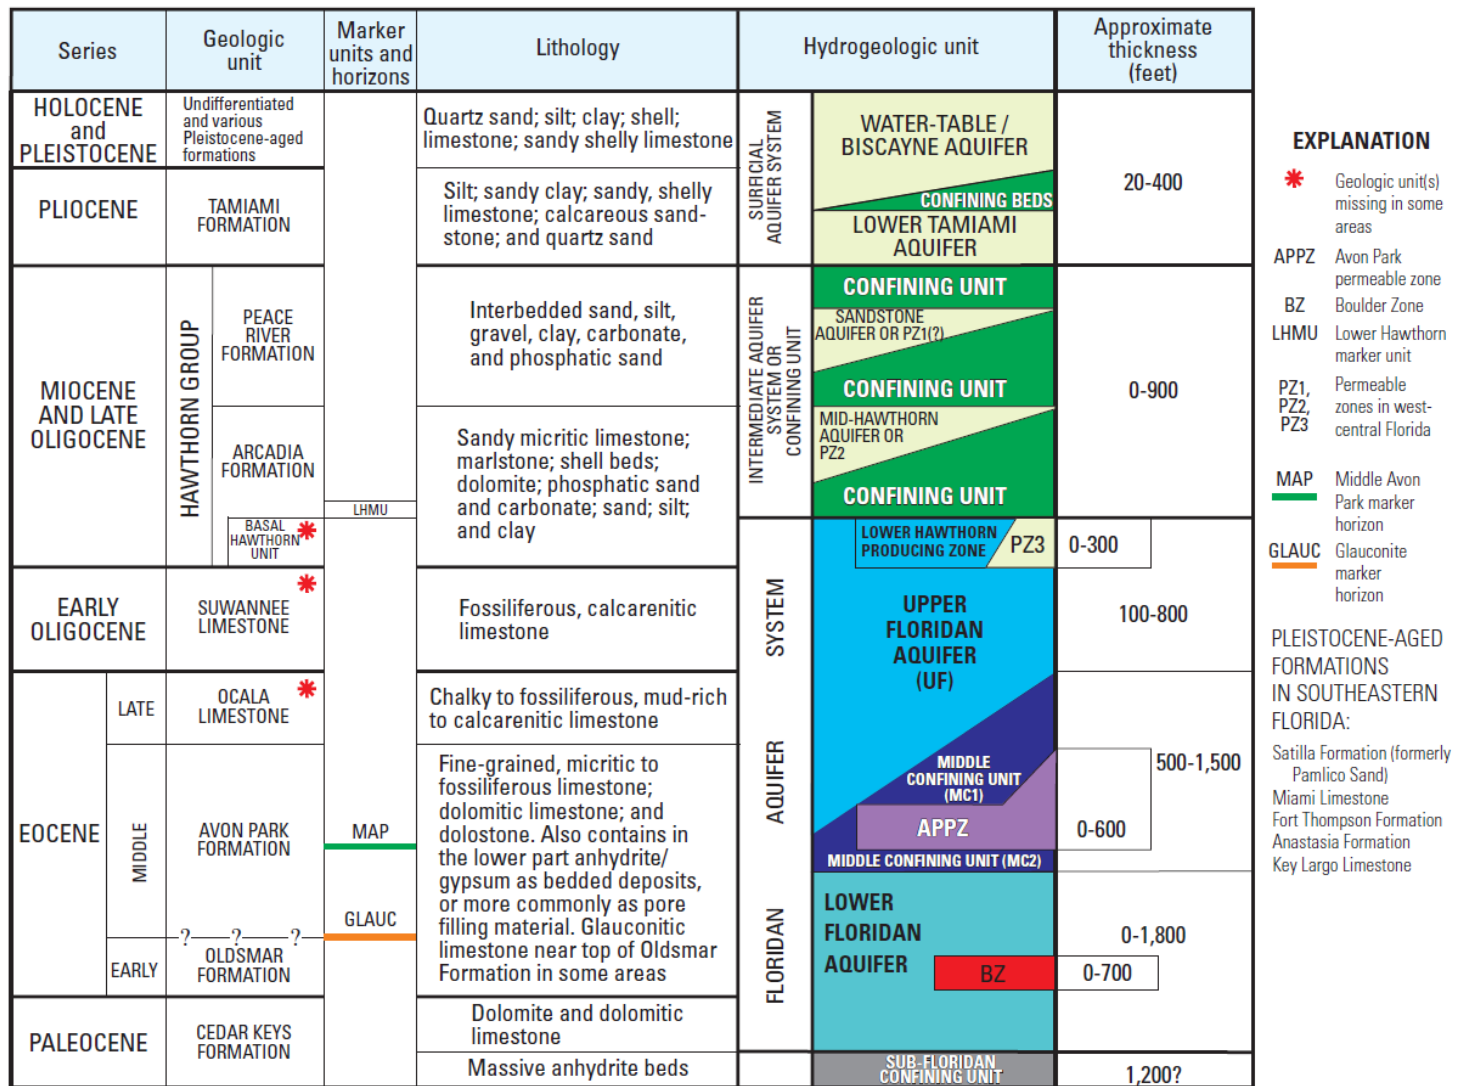 Series
Geologic
unit
Marker
units and
horizons
Lithology
Hydrogeologic unit
Approximate
thickness
(feet)
HOLOCENE
and
PLEISTOCENE
Undifferentiated
and various
Pleistocene-aged
formations
Quartz sand; silt; clay; shell;
limestone; sandy shelly limestone
SURFICIAL
AQUIFER SYSTEM
WATER-TABLE /
BISCAYNE AQUIFER
CONFINING BEDS
LOWER TAMIAMI
AQUIFER
20-400
PLIOCENE
TAMIAMI
FORMATION
Silt; sandy clay; sandy, shelly
limestone; calcareous sand-
stone; and quartz sand
MIOCENE
AND LATE
OLIGOCENE
HAWTHORN GROUP
PEACE
RIVER
FORMATION
Interbedded sand, silt,
gravel, clay, carbonate,
and phosphatic sand
INTERMEDIATE AQUIFER
SYSTEM OR
CONFINING UNIT
CONFINING UNIT
SANDSTONE
AQUIFER OR PZ1(?)
CONFINING UNIT
MID-HAWTHORN
AQUIFER OR
PZ2
CONFINING UNIT
0-900
ARCADIA
FORMATION
LHMU
BASAL
HAWTHORN
UNIT
Sandy micritic limestone;
marlstone; shell beds;
dolomite; phosphatic sand
and carbonate; sand; silt;
and clay
LOWER HAWTHORN
PRODUCING ZONE
PZ3
0-300
EARLY
OLIGOCENE
SUWANNEE
LIMESTONE
Fossiliferous, calcarenitic
limestone
FLORIDAN AQUIFER SYSTEM
UPPER
FLORIDAN
AQUIFER
(UF)
100-800
EOCENE
LATE
OCALA
LIMESTONE
Chalky to fossiliferous, mud-rich
to calcarenitic limestone
MIDDLE
AVON PARK
FORMATION
MAP
GLAUC
Fine-grained, micritic to
fossiliferous limestone;
dolomitic limestone; and
dolostone. Also contains in
the lower part anhydrite/
gypsum as bedded deposits,
or more commonly as pore
filling material. Glauconitic
limestone near top of Oldsmar
Formation in some areas
MIDDLE
CONFINING UNIT
(MC1)
500-1,500
APPZ
0-600
MIDDLE CONFINING UNIT (MC2)
? ? ?
EARLY
OLDSMAR
FORMATION
LOWER
FLORIDAN
AQUIFER
0-1,800
BZ
0-700
PALEOCENE
CEDAR KEYS
FORMATION
Dolomite and dolomitic
limestone
Massive anhydrite beds
SUB-FLORIDAN
CONFINING UNIT
1,200?
EXPLANATION
Geologic unit(s)
missing in some
areas
APPZ Avon Park
permeable zone
BZ Boulder Zone
LHMU Lower Hawthorn
marker unit
PZ1,
PZ2,
PZ3
Permeable
zones in west-
central Florida
MAP Middle Avon
Park marker
horizon
GLAUC Glauconite
marker
horizon
PLEISTOCENE-AGED
FORMATIONS
IN SOUTHEASTERN
FLORIDA:
Satilla Formation (formerly
Pamlico Sand)
Miami Limestone
Fort Thompson Formation
Anastasia Formation
Key Largo Limestone